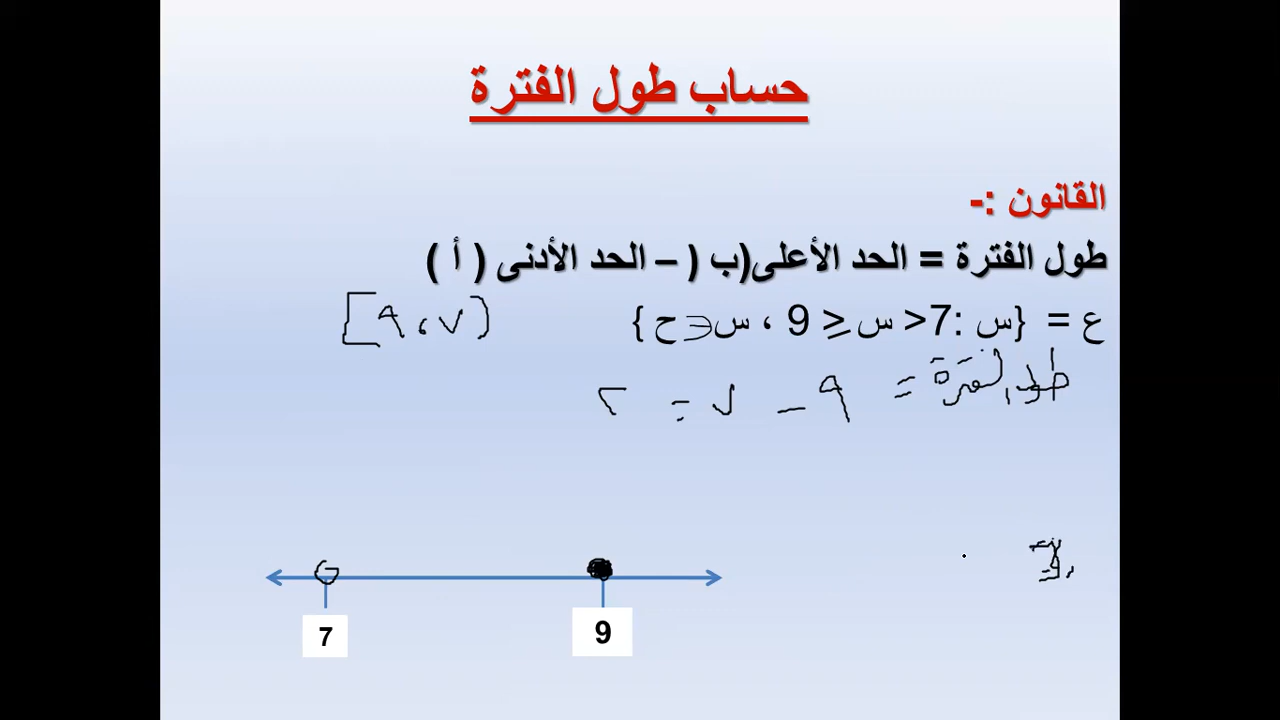 حساب طول الفترة
القانون :-
طول الفترة = الحد الأعلى(ب ) – الحد الأدنى ( أ )
ع = {س :7< س ≤ 9 ، س∈ ح } (٧ ، ٩]
طول الفترة = ٩ – ٧ = ٢
7 9